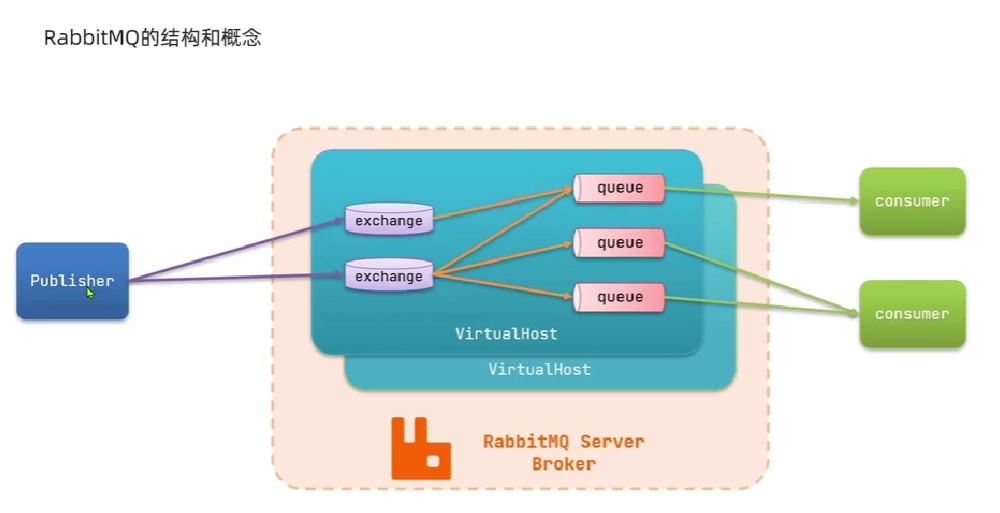 RabbitMQ的结构和概念
Publisher
exchange
exchange
queue
queue
queue
VirtualHost
VirtualHost
consumer
consumer
RabbitMQ Server
Broker